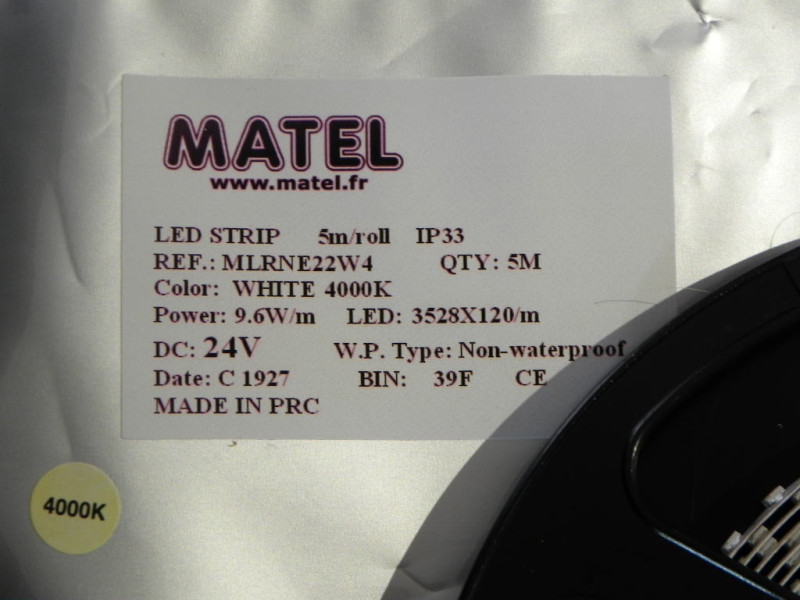 MATEL
www.matel.fr
LED STRIP 5m/roll IP33
REF.: MLRNE22W4 QTY: 5M
Color: WHITE 4000K
Power: 9.6W/m LED: 3528X120/m
DC: 24V W.P. Type: Non-waterproof
Date: C 1927 BIN: 39F CE
MADE IN PRC
4000K